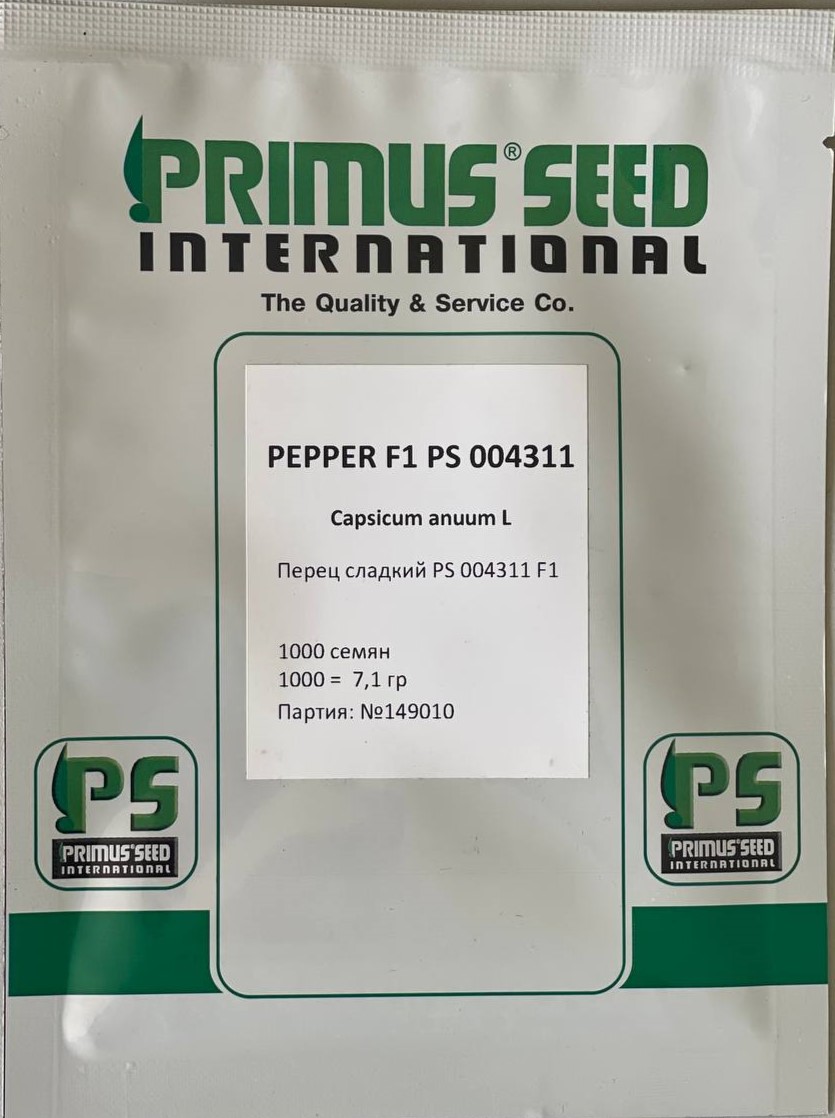 PRIMUS® SEED
INTERNATIONAL
The Quality & Service Co.
PEPPER F1 PS 004311
Capsicum anuum L
Перец сладкий PS 004311 F1
1000 семян
1000 = 7,1 гр
Партия: №149010
PS
PRIMUS®SEED
INTERNATIONAL
PS
PRIMUS®SEED
INTERNATIONAL